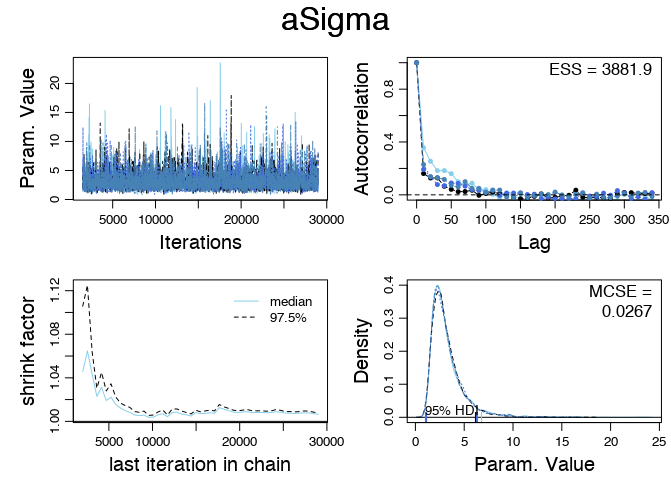 aSigma
Param. Value
0 5 10 15 20
5000 10000 20000 30000
Iterations
Autocorrelation
0.0 0.4 0.8
ESS = 3881.9
0 50 100 150 200 250 300 350
Lag
shrink factor
1.00 1.04 1.08 1.12
median
97.5%
5000 10000 20000 30000
last iteration in chain
Density
0.0 0.1 0.2 0.3 0.4
MCSE =
0.0267
95% HDI
0 5 10 15 20 25
Param. Value